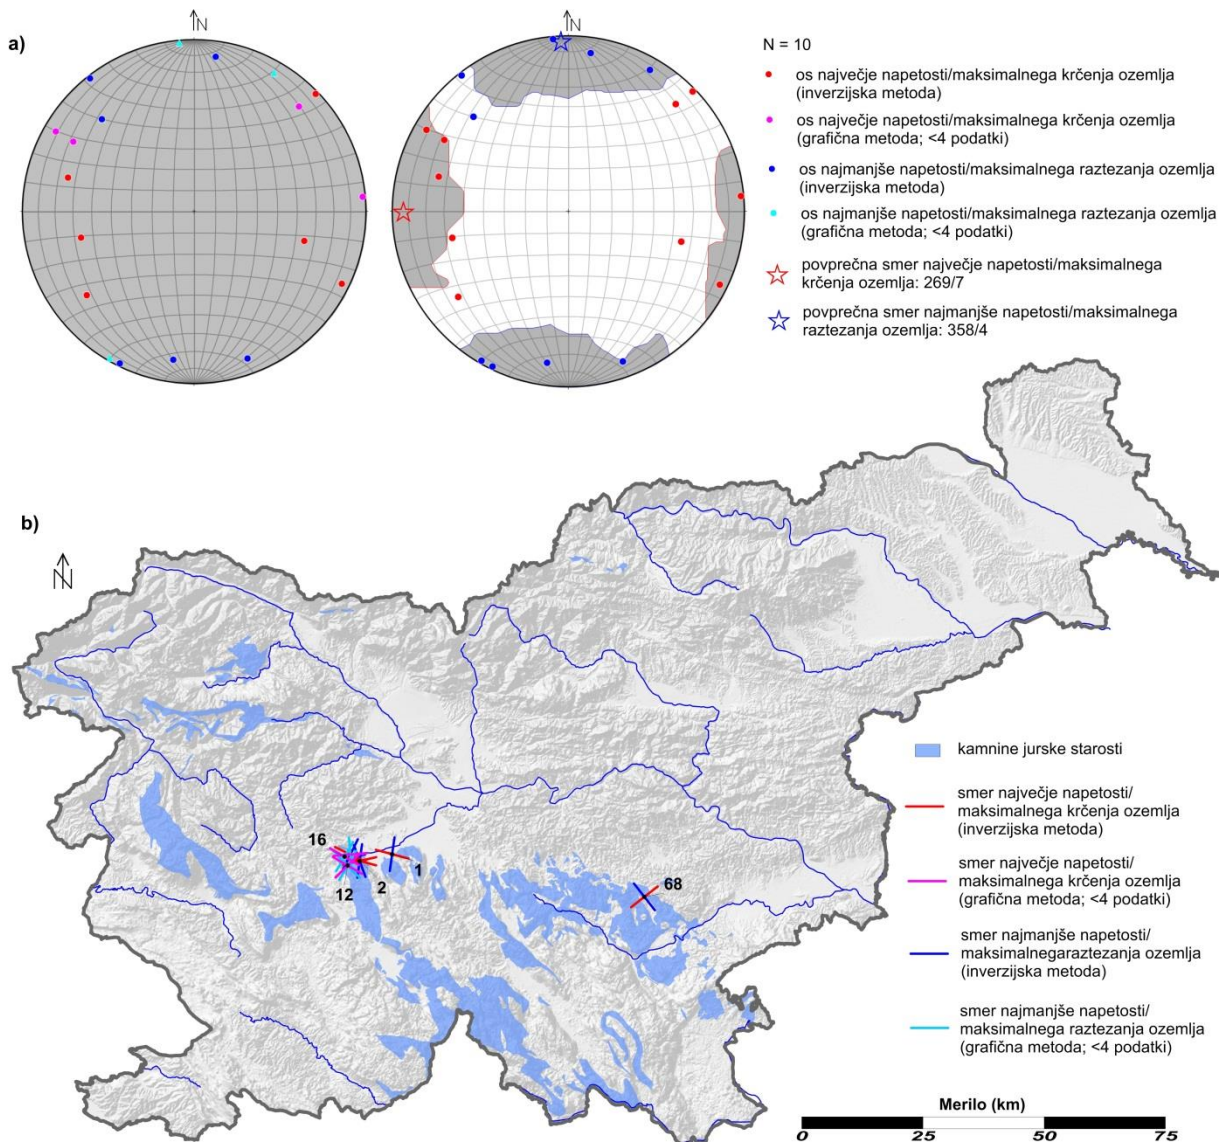 a)
N
N
N = 10
os največje napetosti/maksimalnega krčenja ozemlja
(inverzijska metoda)
os največje napetosti/maksimalnega krčenja ozemlja
(grafična metoda; <4 podatki)
os najmanjše napetosti/maksimalnega raztezanja ozemlja
(inverzijska metoda)
os najmanjše napetosti/maksimalnega raztezanja ozemlja
(grafična metoda; <4 podatki)
povprečna smer največje napetosti/maksimalnega
krčenja ozemlja: 269/7
povprečna smer najmanjše napetosti/maksimalnega
raztezanja ozemlja: 358/4
b)
N
16
12
2
1
68
kamnine jurske starosti
smer največje napetosti/
maksimalnega krčenja ozemlja
(inverzijska metoda)
smer največje napetosti/
maksimalnega krčenja ozemlja
(grafična metoda; <4 podatki)
smer najmanjše napetosti/
maksimalnegaraztezanja ozemlja
(inverzijska metoda)
smer najmanjše napetosti/
maksimalnega raztezanja ozemlja
(grafična metoda; <4 podatki)
Merilo (km)
0 25 50 75